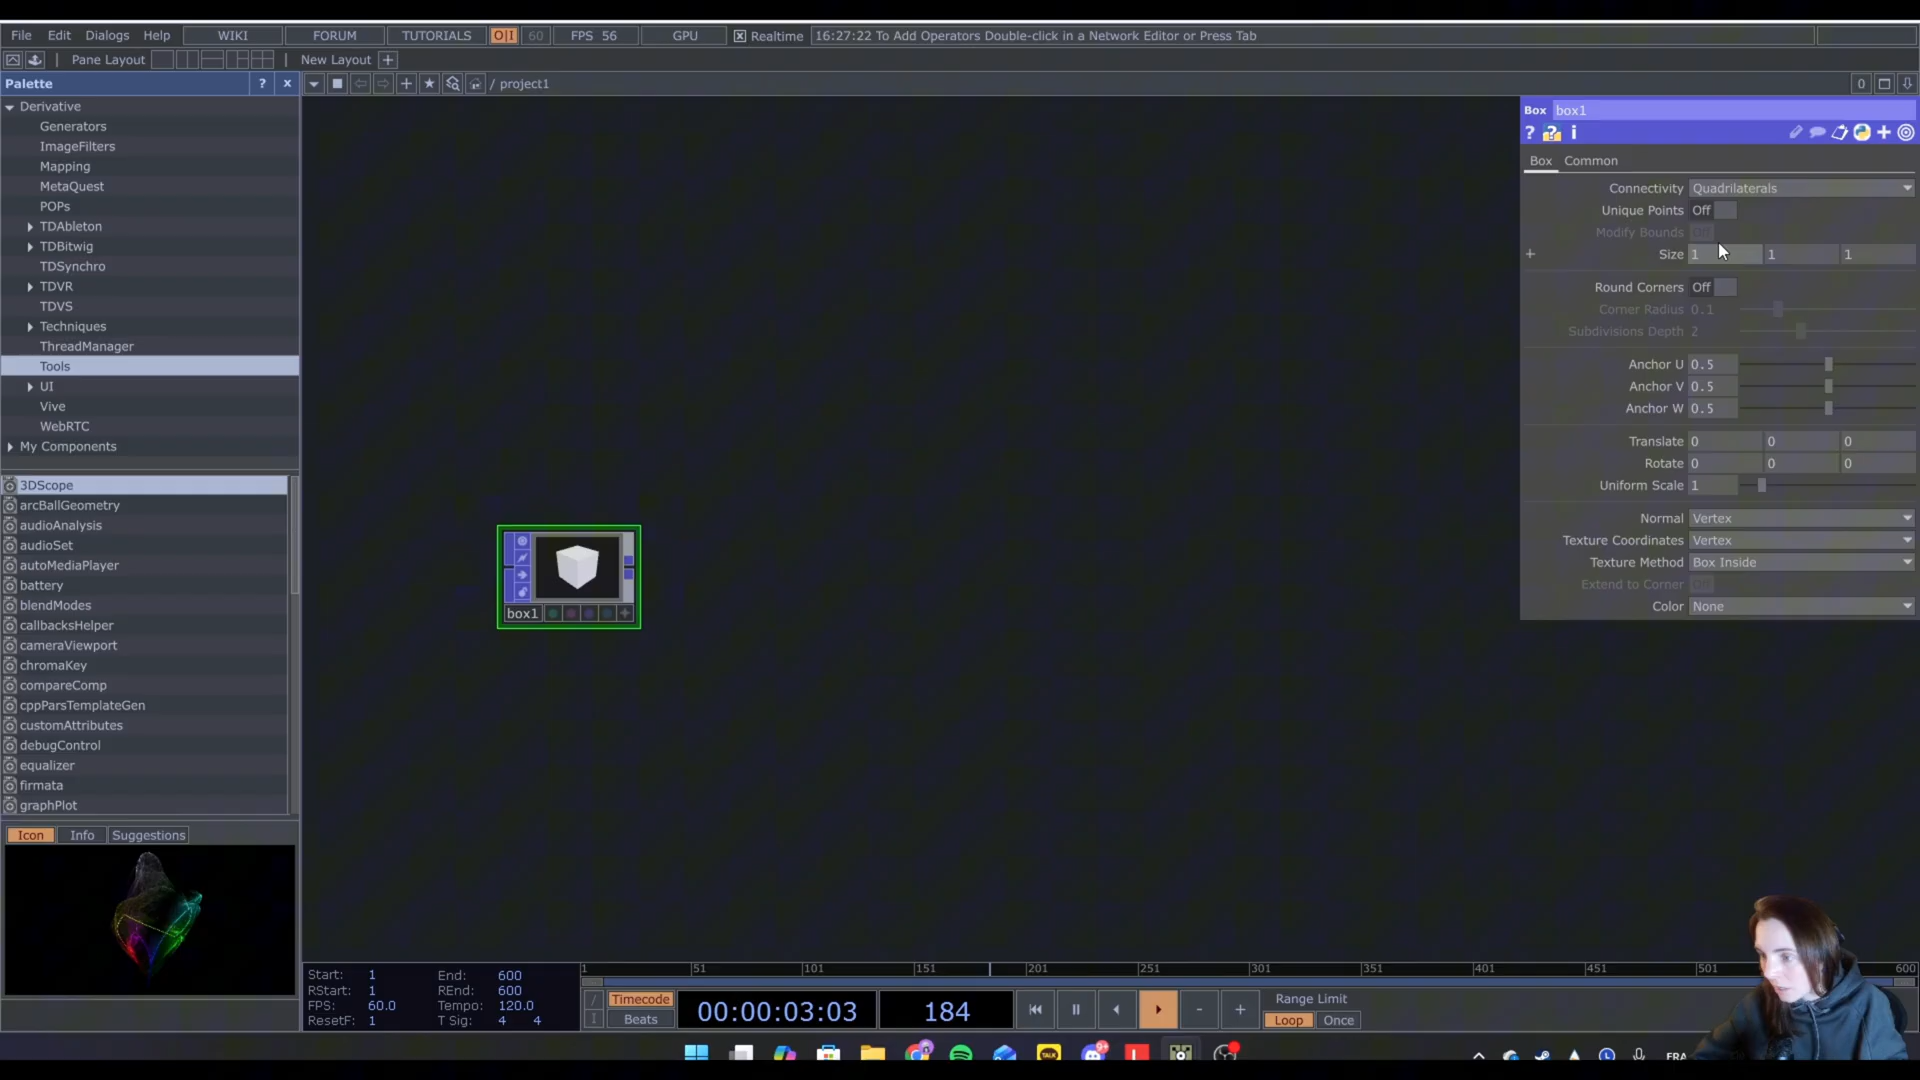 File Edit Dialogs Help WIKI FORUM TUTORIALS O|I 60 FPS 56 GPU Realtime 16:27:22 To Add Operators Double-click in a Network Editor or Press Tab
Pane Layout New Layout
Palette ? x / project1 0
Derivative
Generators
ImageFilters
Mapping
MetaQuest
POPs
TDAbleton
TDBitwig
TDSynchro
TDVR
TDVS
Techniques
ThreadManager
Tools
UI
Vive
WebRTC
My Components
3DScope
arcBallGeometry
audioAnalysis
audioSet
autoMediaPlayer
battery
blendModes
callbacksHelper
cameraViewport
chromaKey
compareComp
cppParsTemplateGen
customAttributes
debugControl
equalizer
firmata
graphPlot
Icon Info Suggestions
box1
Box box1
? ? i
Box Common
Connectivity Quadrilaterals
Unique Points Off
Modify Bounds
Size 1 1 1
Round Corners Off
Corner Radius 0.1
Subdivisions Depth 2
Anchor U 0.5
Anchor V 0.5
Anchor W 0.5
Translate 0 0 0
Rotate 0 0 0
Uniform Scale 1
Normal Vertex
Texture Coordinates Vertex
Texture Method Box Inside
Extend to Corner
Color None
Start: 1 End: 600
RStart: 1 REnd: 600
FPS: 60.0 Tempo: 120.0
ResetF: 1 T Sig: 4 4
1 51 101 151 201 251 301 351 401 451 501 600
Timecode
Beats
00:00:03:03 184
Range Limit
Loop Once
TALK 9+ L FRA